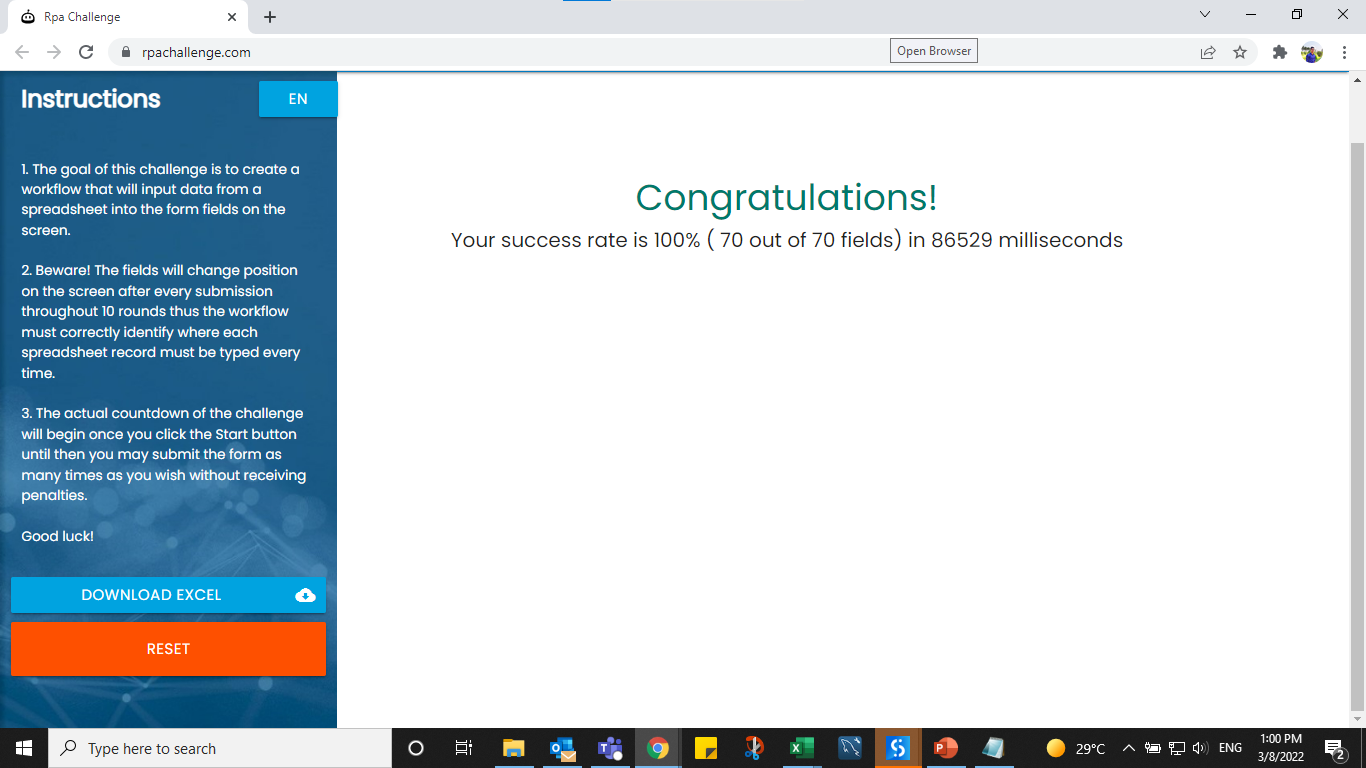 Rpa Challenge
rpachallenge.com
Open Browser
Instructions
EN
1. The goal of this challenge is to create a
workflow that will input data from a
spreadsheet into the form fields on the
screen.
2. Beware! The fields will change position
on the screen after every submission
throughout 10 rounds thus the workflow
must correctly identify where each
spreadsheet record must be typed every
time.
3. The actual countdown of the challenge
will begin once you click the Start button
until then you may submit the form as
many times as you wish without receiving
penalties.
Good luck!
DOWNLOAD EXCEL
RESET
Congratulations!
Your success rate is 100% ( 70 out of 70 fields) in 86529 milliseconds
Type here to search
29°C
ENG
1:00 PM
3/8/2022
2